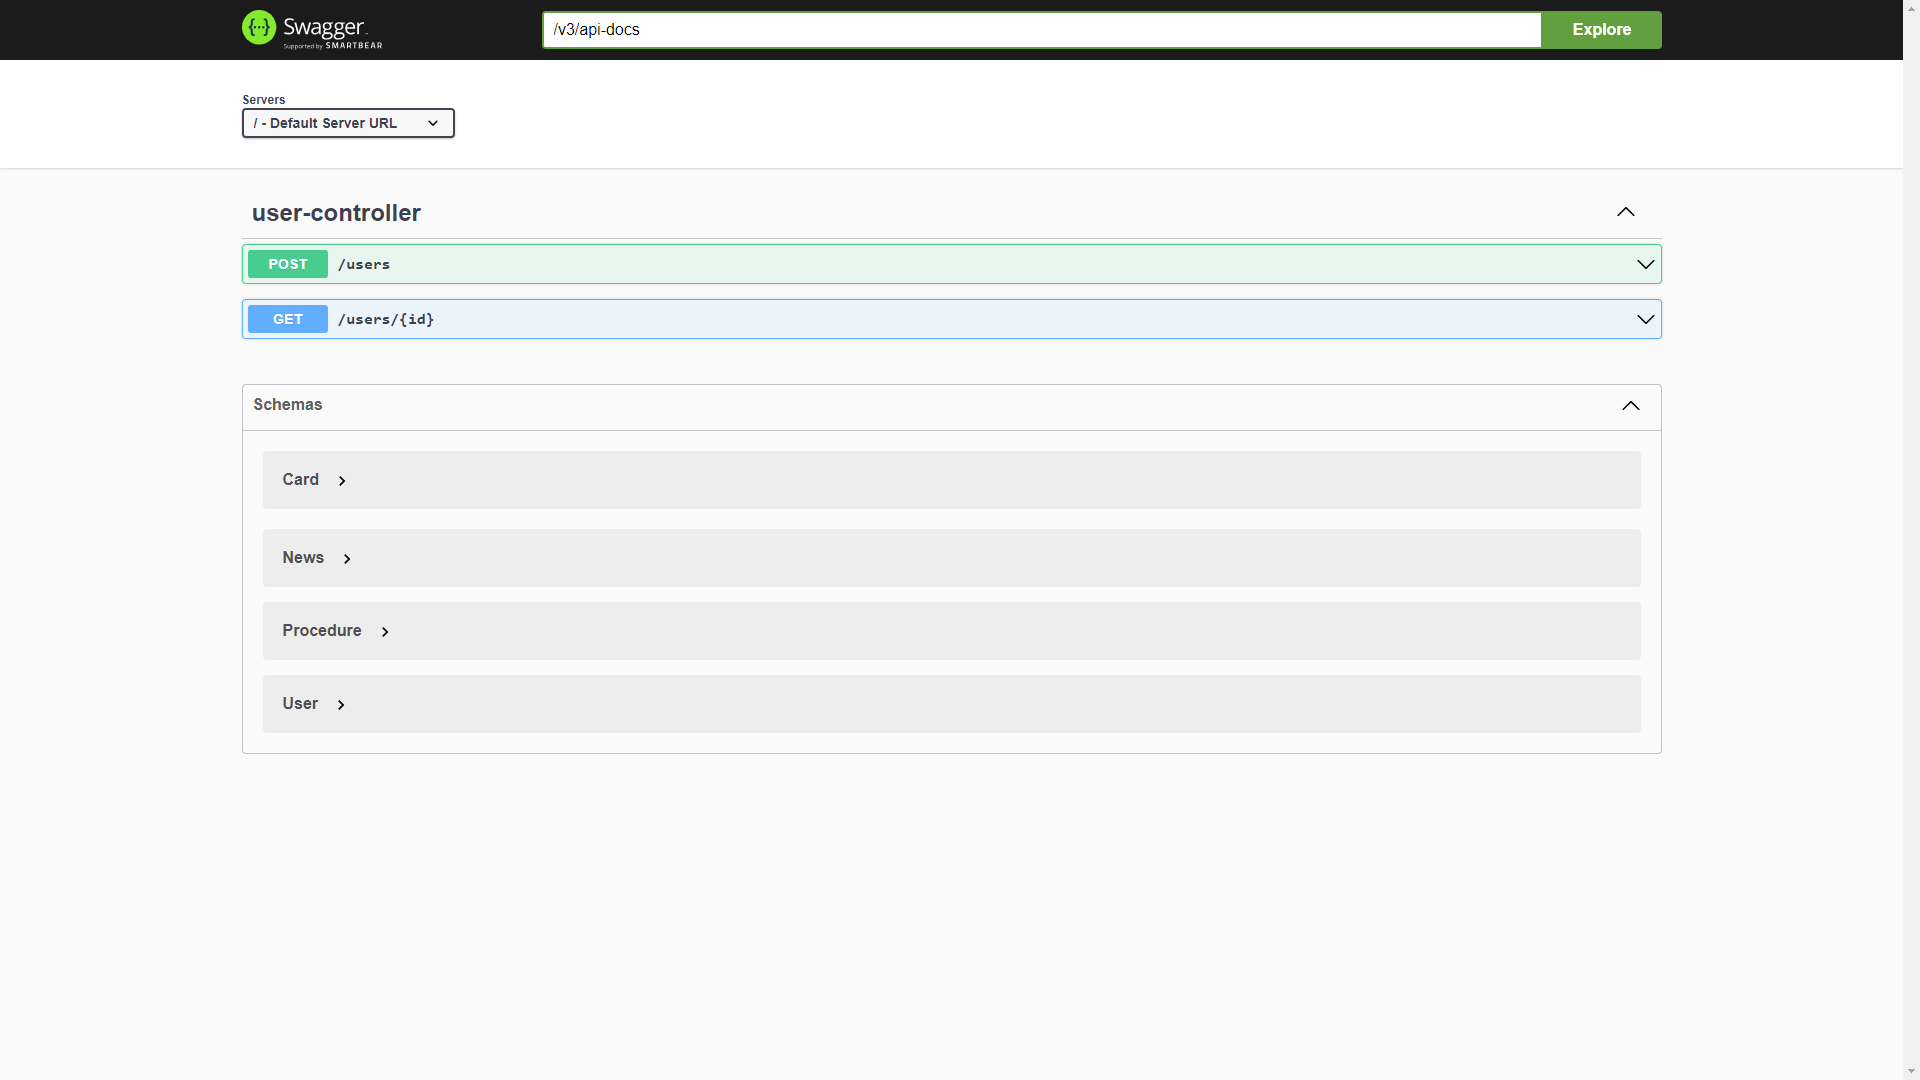 Swagger.
Supported by SMARTBEAR
/v3/api-docs
Explore
Servers
/ - Default Server URL
user-controller
POST /users
GET /users/{id}
Schemas
Card
News
Procedure
User